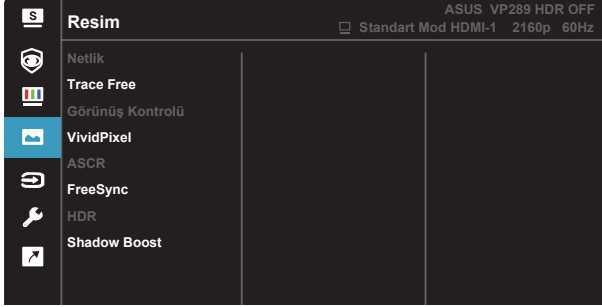 S
Resim
ASUS VP289 HDR OFF
Standart Mod HDMI-1 2160p 60Hz
Netlik
Trace Free
Görünüş Kontrolü
VividPixel
ASCR
FreeSync
HDR
Shadow Boost